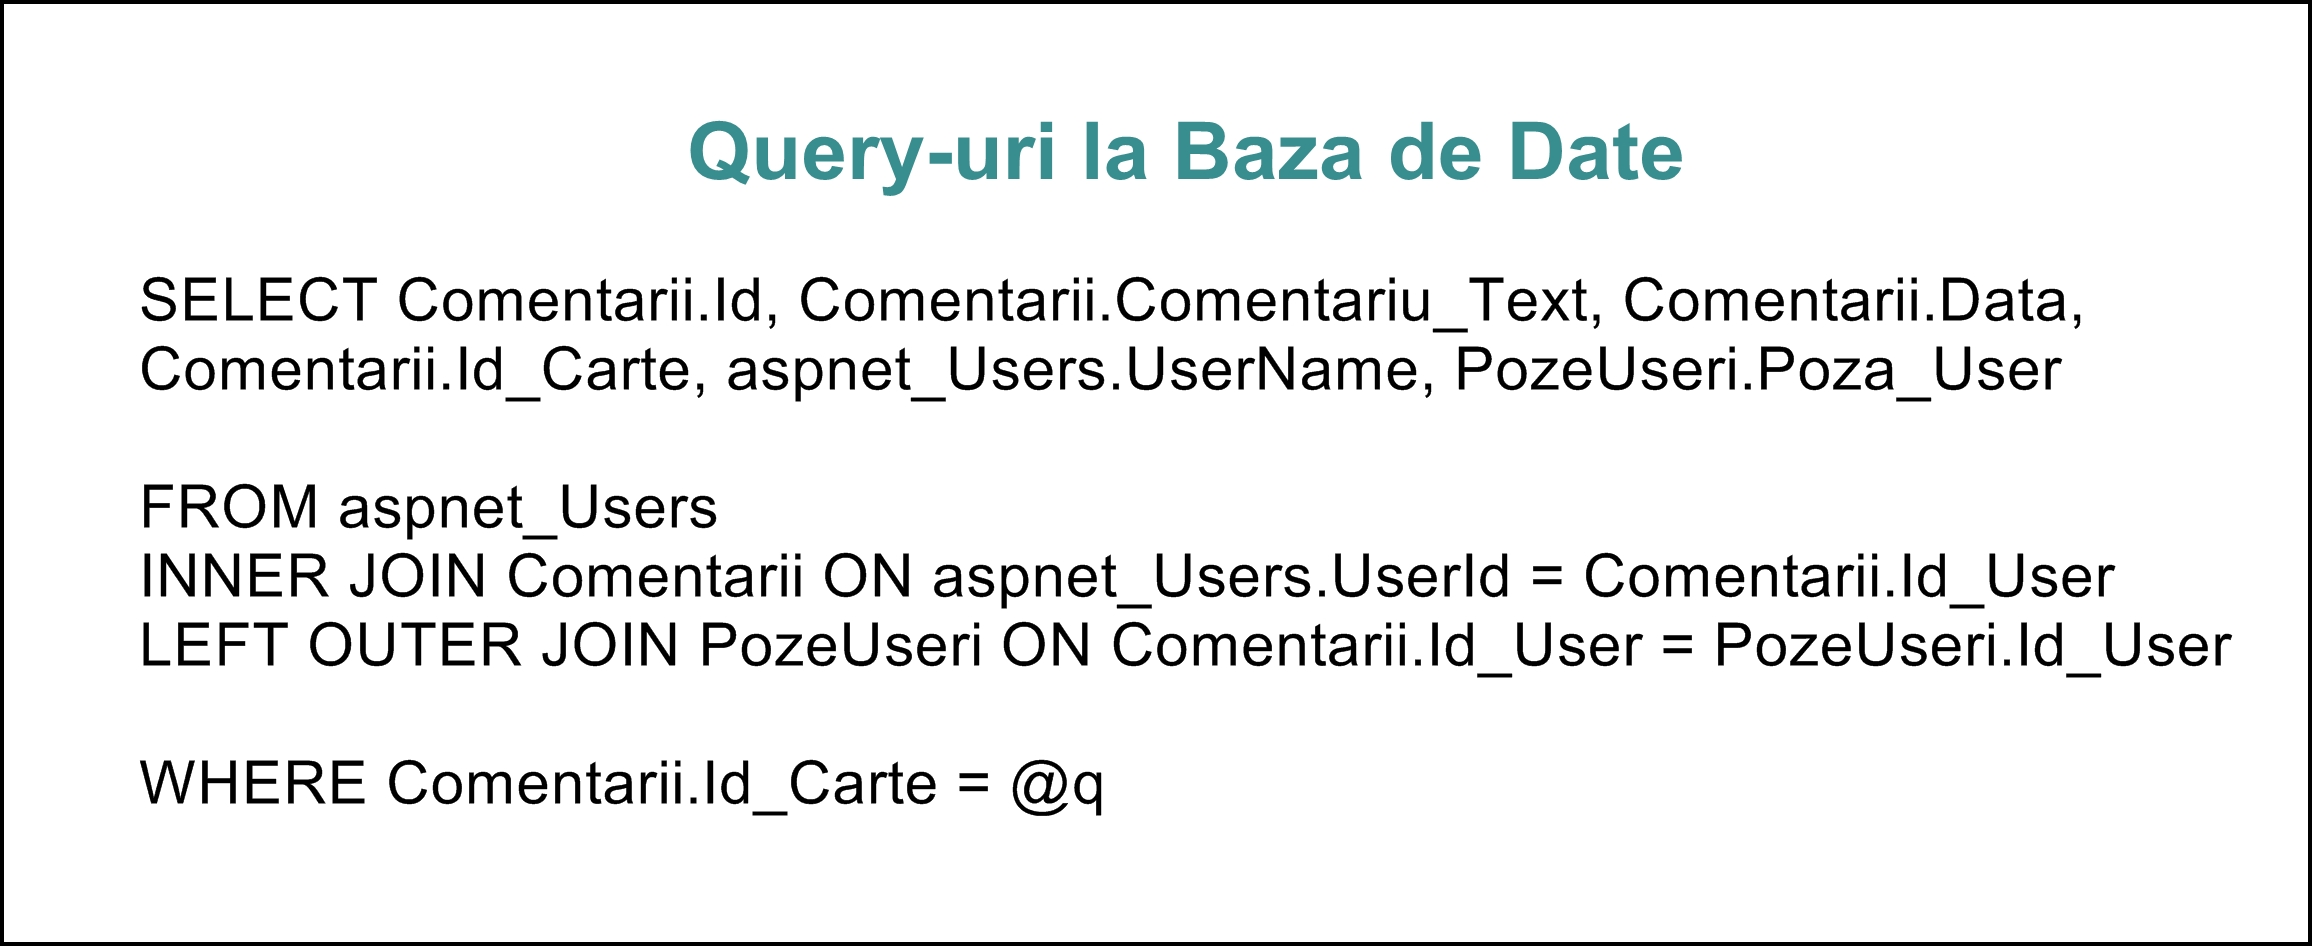 Query-uri la Baza de Date
SELECT Comentarii.Id, Comentarii.Comentariu_Text, Comentarii.Data,
Comentarii.Id_Carte, aspnet_Users.UserName, PozeUseri.Poza_User
FROM aspnet_Users
INNER JOIN Comentarii ON aspnet_Users.UserId = Comentarii.Id_User
LEFT OUTER JOIN PozeUseri ON Comentarii.Id_User = PozeUseri.Id_User
WHERE Comentarii.Id_Carte = @q